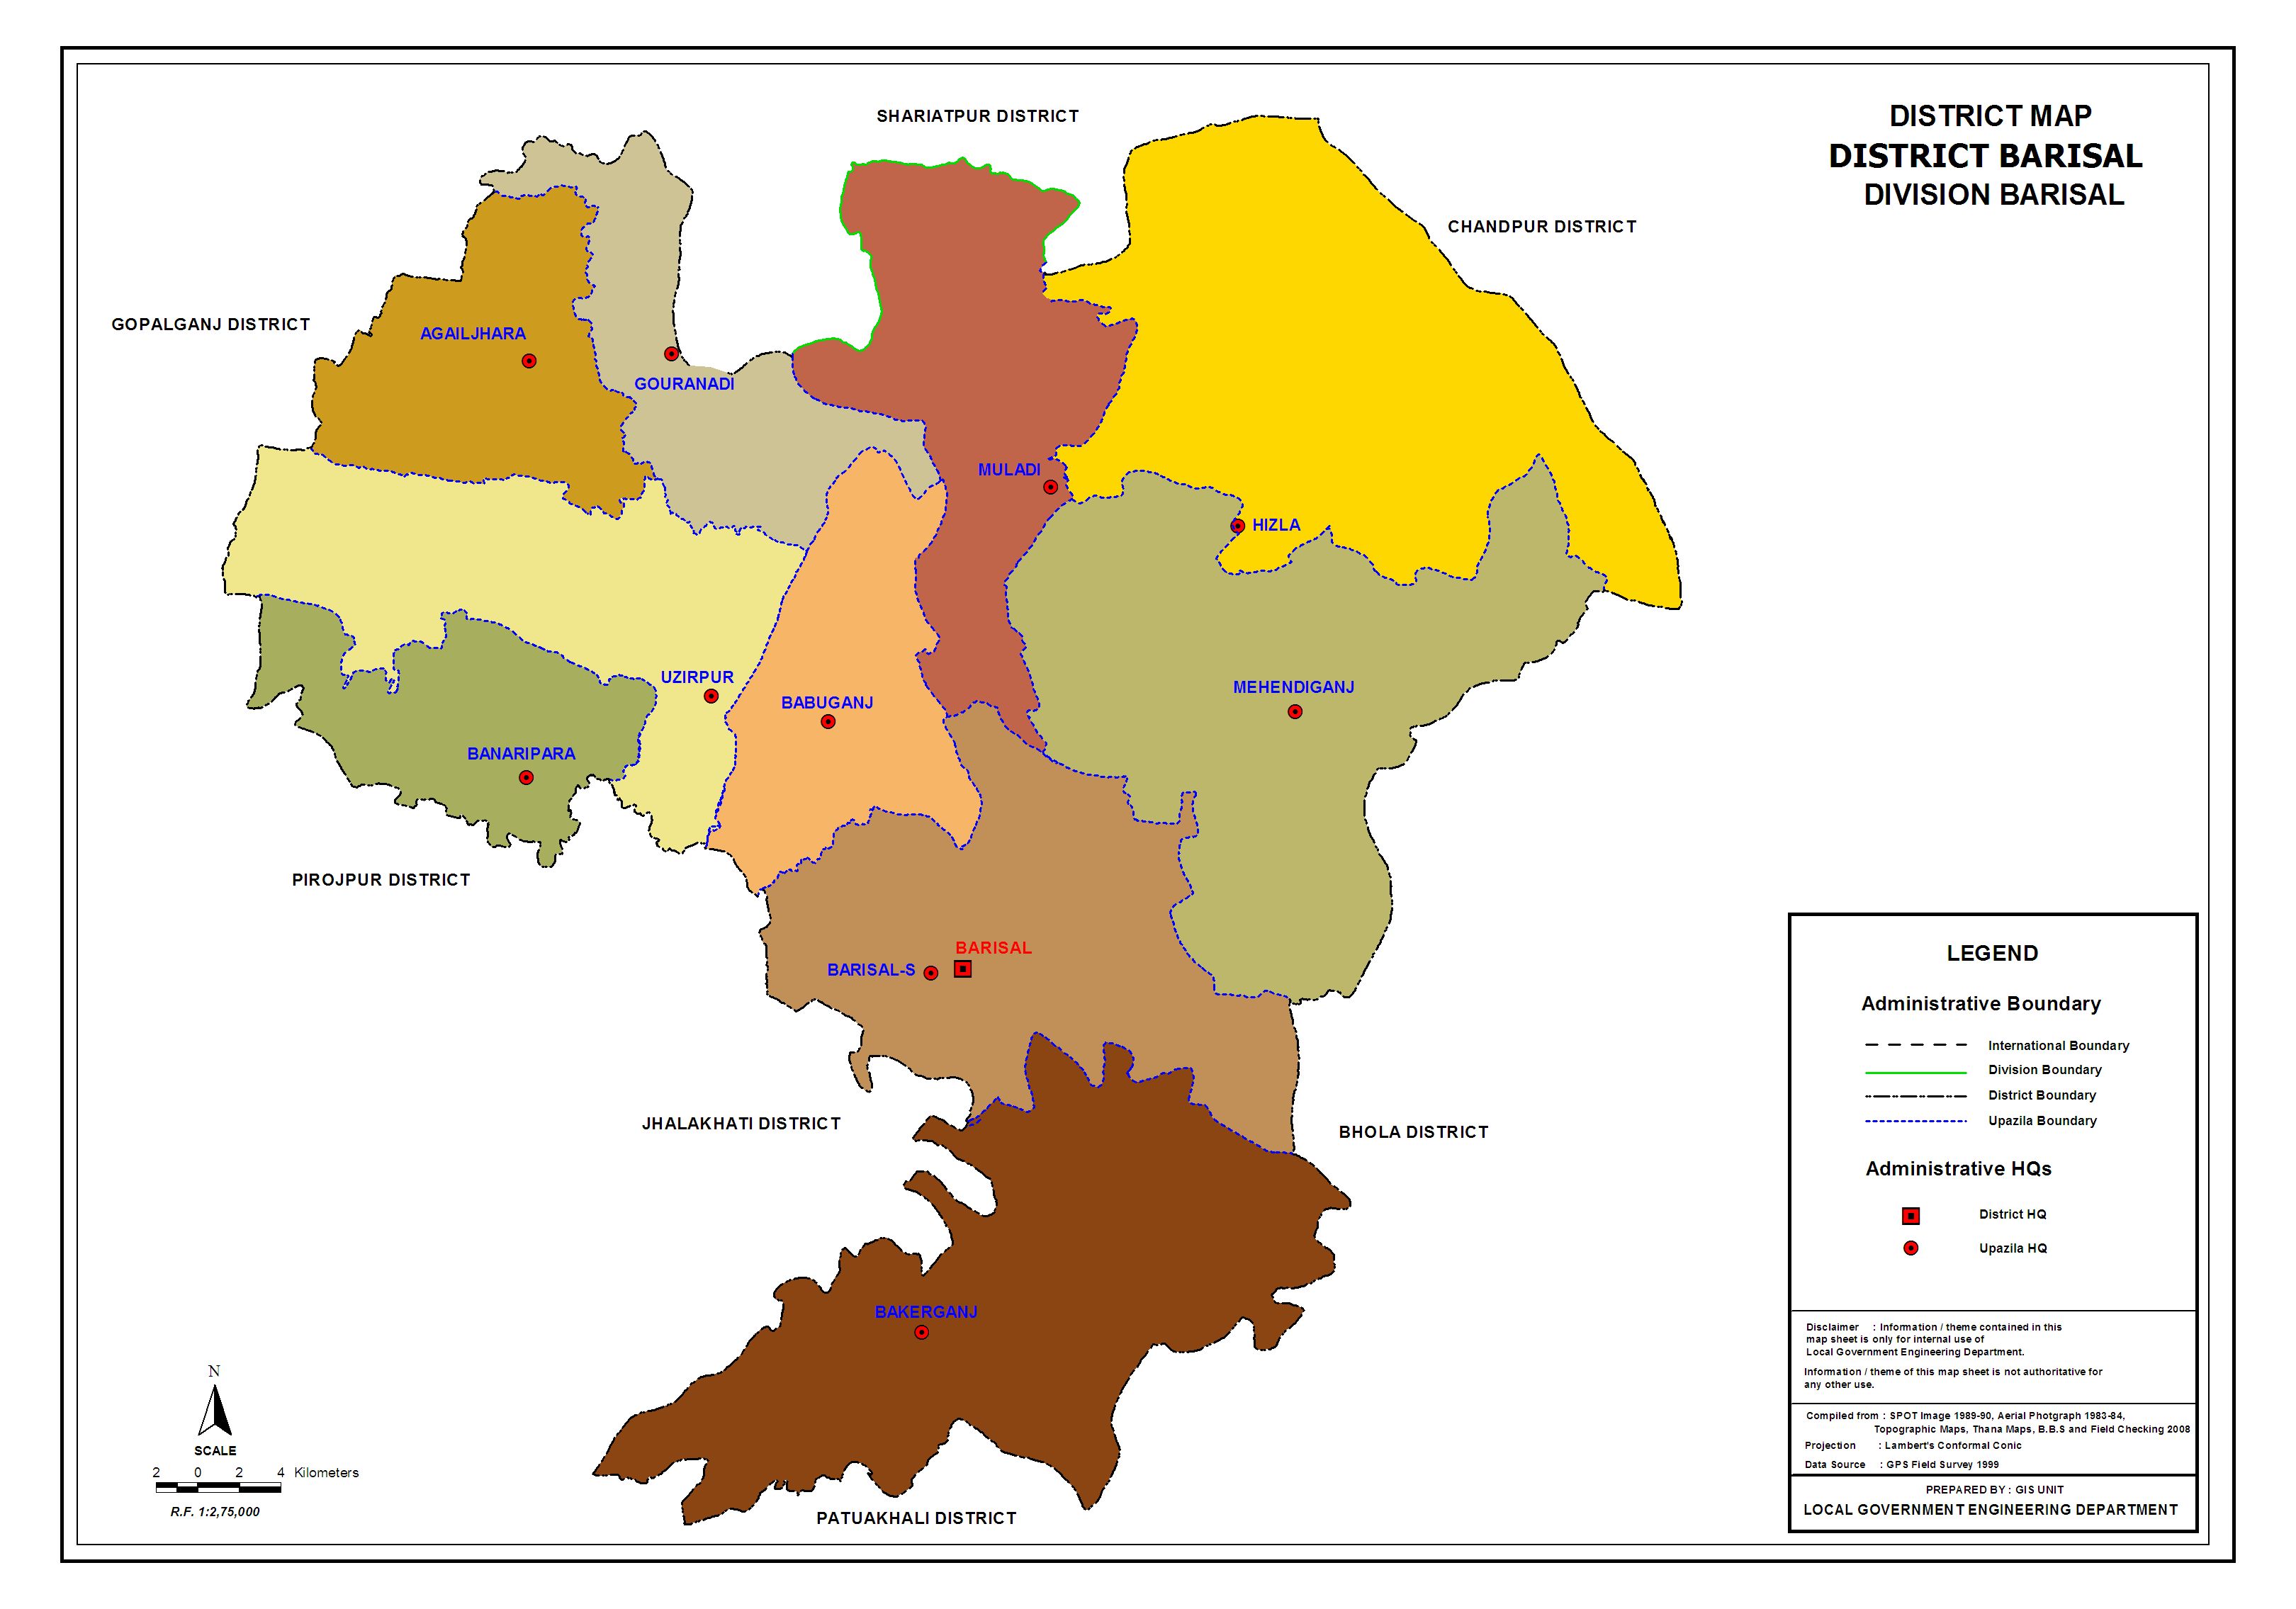 DISTRICT MAP
DISTRICT BARISAL
DIVISION BARISAL
SHARIATPUR DISTRICT
CHANDPUR DISTRICT
GOPALGANJ DISTRICT
AGAILJHARA
GOURANADI
MULADI
HIZLA
UZIRPUR
MEHENDIGANJ
BABUGANJ
BANARIPARA
PIROJPUR DISTRICT
BARISAL
BARISAL-S
JHALAKHATI DISTRICT
BHOLA DISTRICT
BAKERGANJ
PATUAKHALI DISTRICT
N
SCALE
2 0 2 4 Kilometers
R.F. 1:2,75,000
LEGEND
Administrative Boundary
International Boundary
Division Boundary
District Boundary
Upazila Boundary
Administrative HQs
District HQ
Upazila HQ
Disclaimer : Information / theme contained in this
map sheet is only for internal use of
Local Government Engineering Department.
Information / theme of this map sheet is not authoritative for
any other use.
Compiled from : SPOT Image 1989-90, Aerial Photgraph 1983-84,
Topographic Maps, Thana Maps, B.B.S and Field Checking 2008
Projection : Lambert's Conformal Conic
Data Source : GPS Field Survey 1999
PREPARED BY : GIS UNIT
LOCAL GOVERNMENT ENGINEERING DEPARTMENT